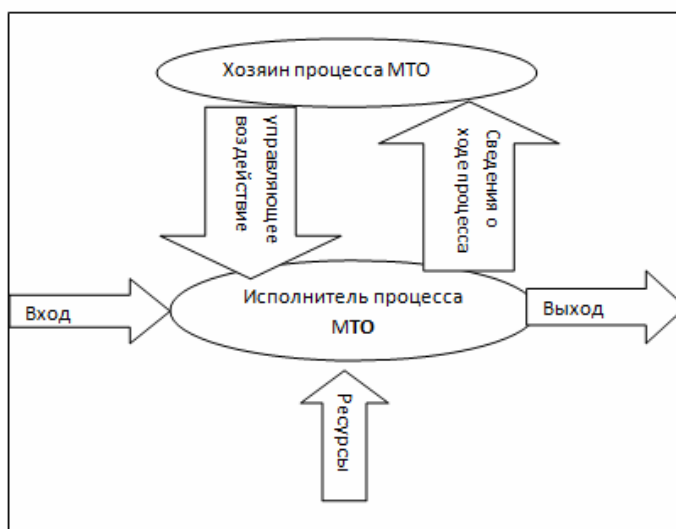 Хозяин процесса МТО
управляющее
воздействие
Сведения о
ходе процесса
Исполнитель процесса
МТО
Вход
Выход
Ресурсы